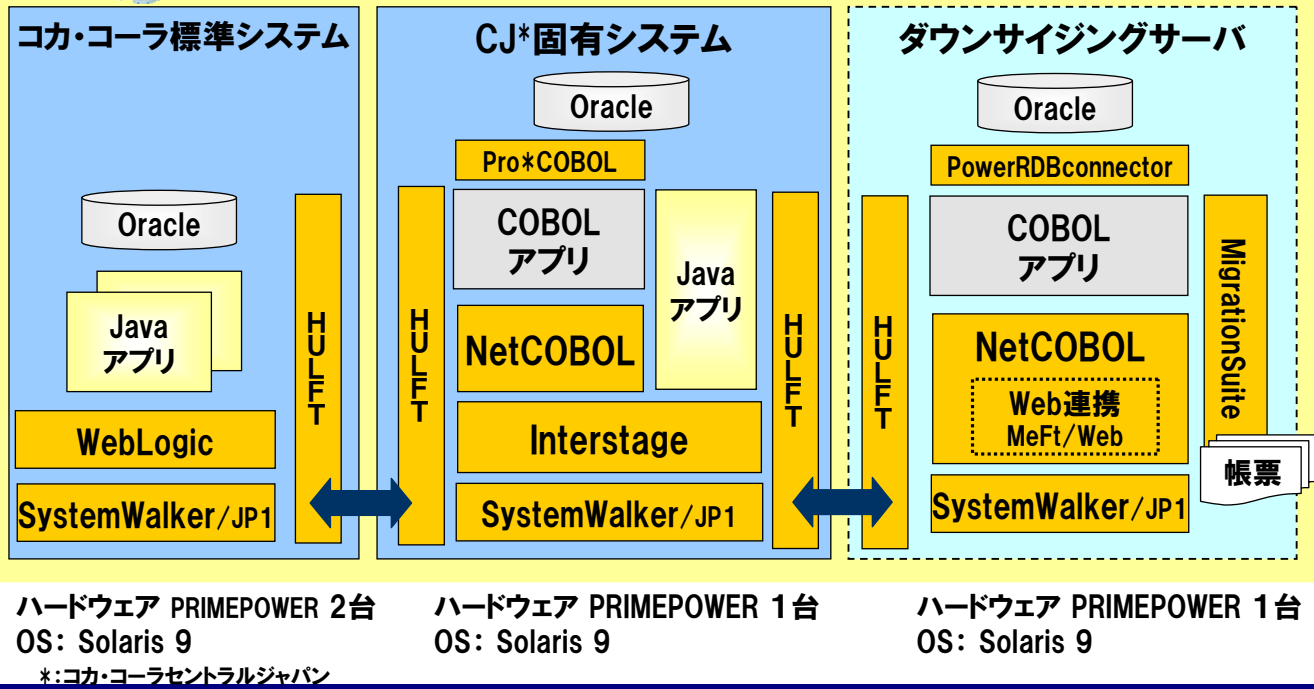 コカ・コーラ標準システム
Oracle
Java
アプリ
WebLogic
SystemWalker/JP1
HULFT
CJ*固有システム
Oracle
Pro*COBOL
HULFT
COBOL
アプリ
Java
アプリ
NetCOBOL
Interstage
SystemWalker/JP1
HULFT
ダウンサイジングサーバ
Oracle
PowerRDBconnector
HULFT
COBOL
アプリ
NetCOBOL
Web連携
MeFt/Web
SystemWalker/JP1
MigrationSuite
帳票
ハードウェア PRIMEPOWER 2台
OS: Solaris 9
*:コカ・コーラセントラルジャパン
ハードウェア PRIMEPOWER 1台
OS: Solaris 9
ハードウェア PRIMEPOWER 1台
OS: Solaris 9